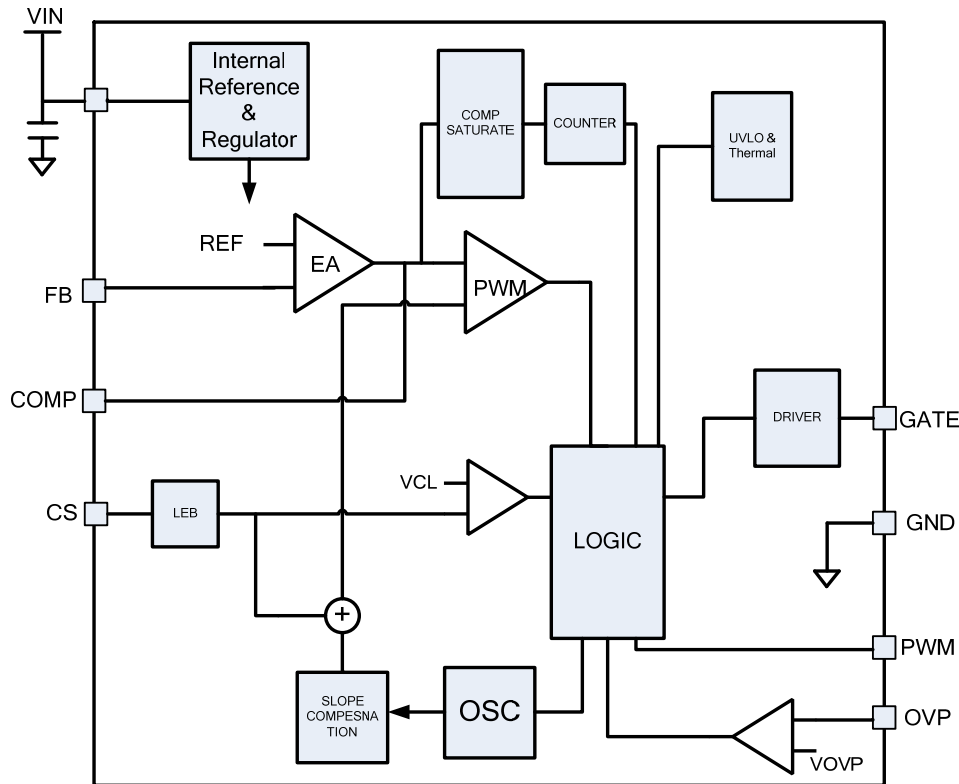 VIN
Internal
Reference
&
Regulator
COMP
SATURATE
COUNTER
UVLO &
Thermal
REF
EA
FB
PWM
COMP
DRIVER
GATE
VCL
CS
LEB
LOGIC
GND
+
PWM
SLOPE
COMPESNA
TION
OSC
OVP
VOVP